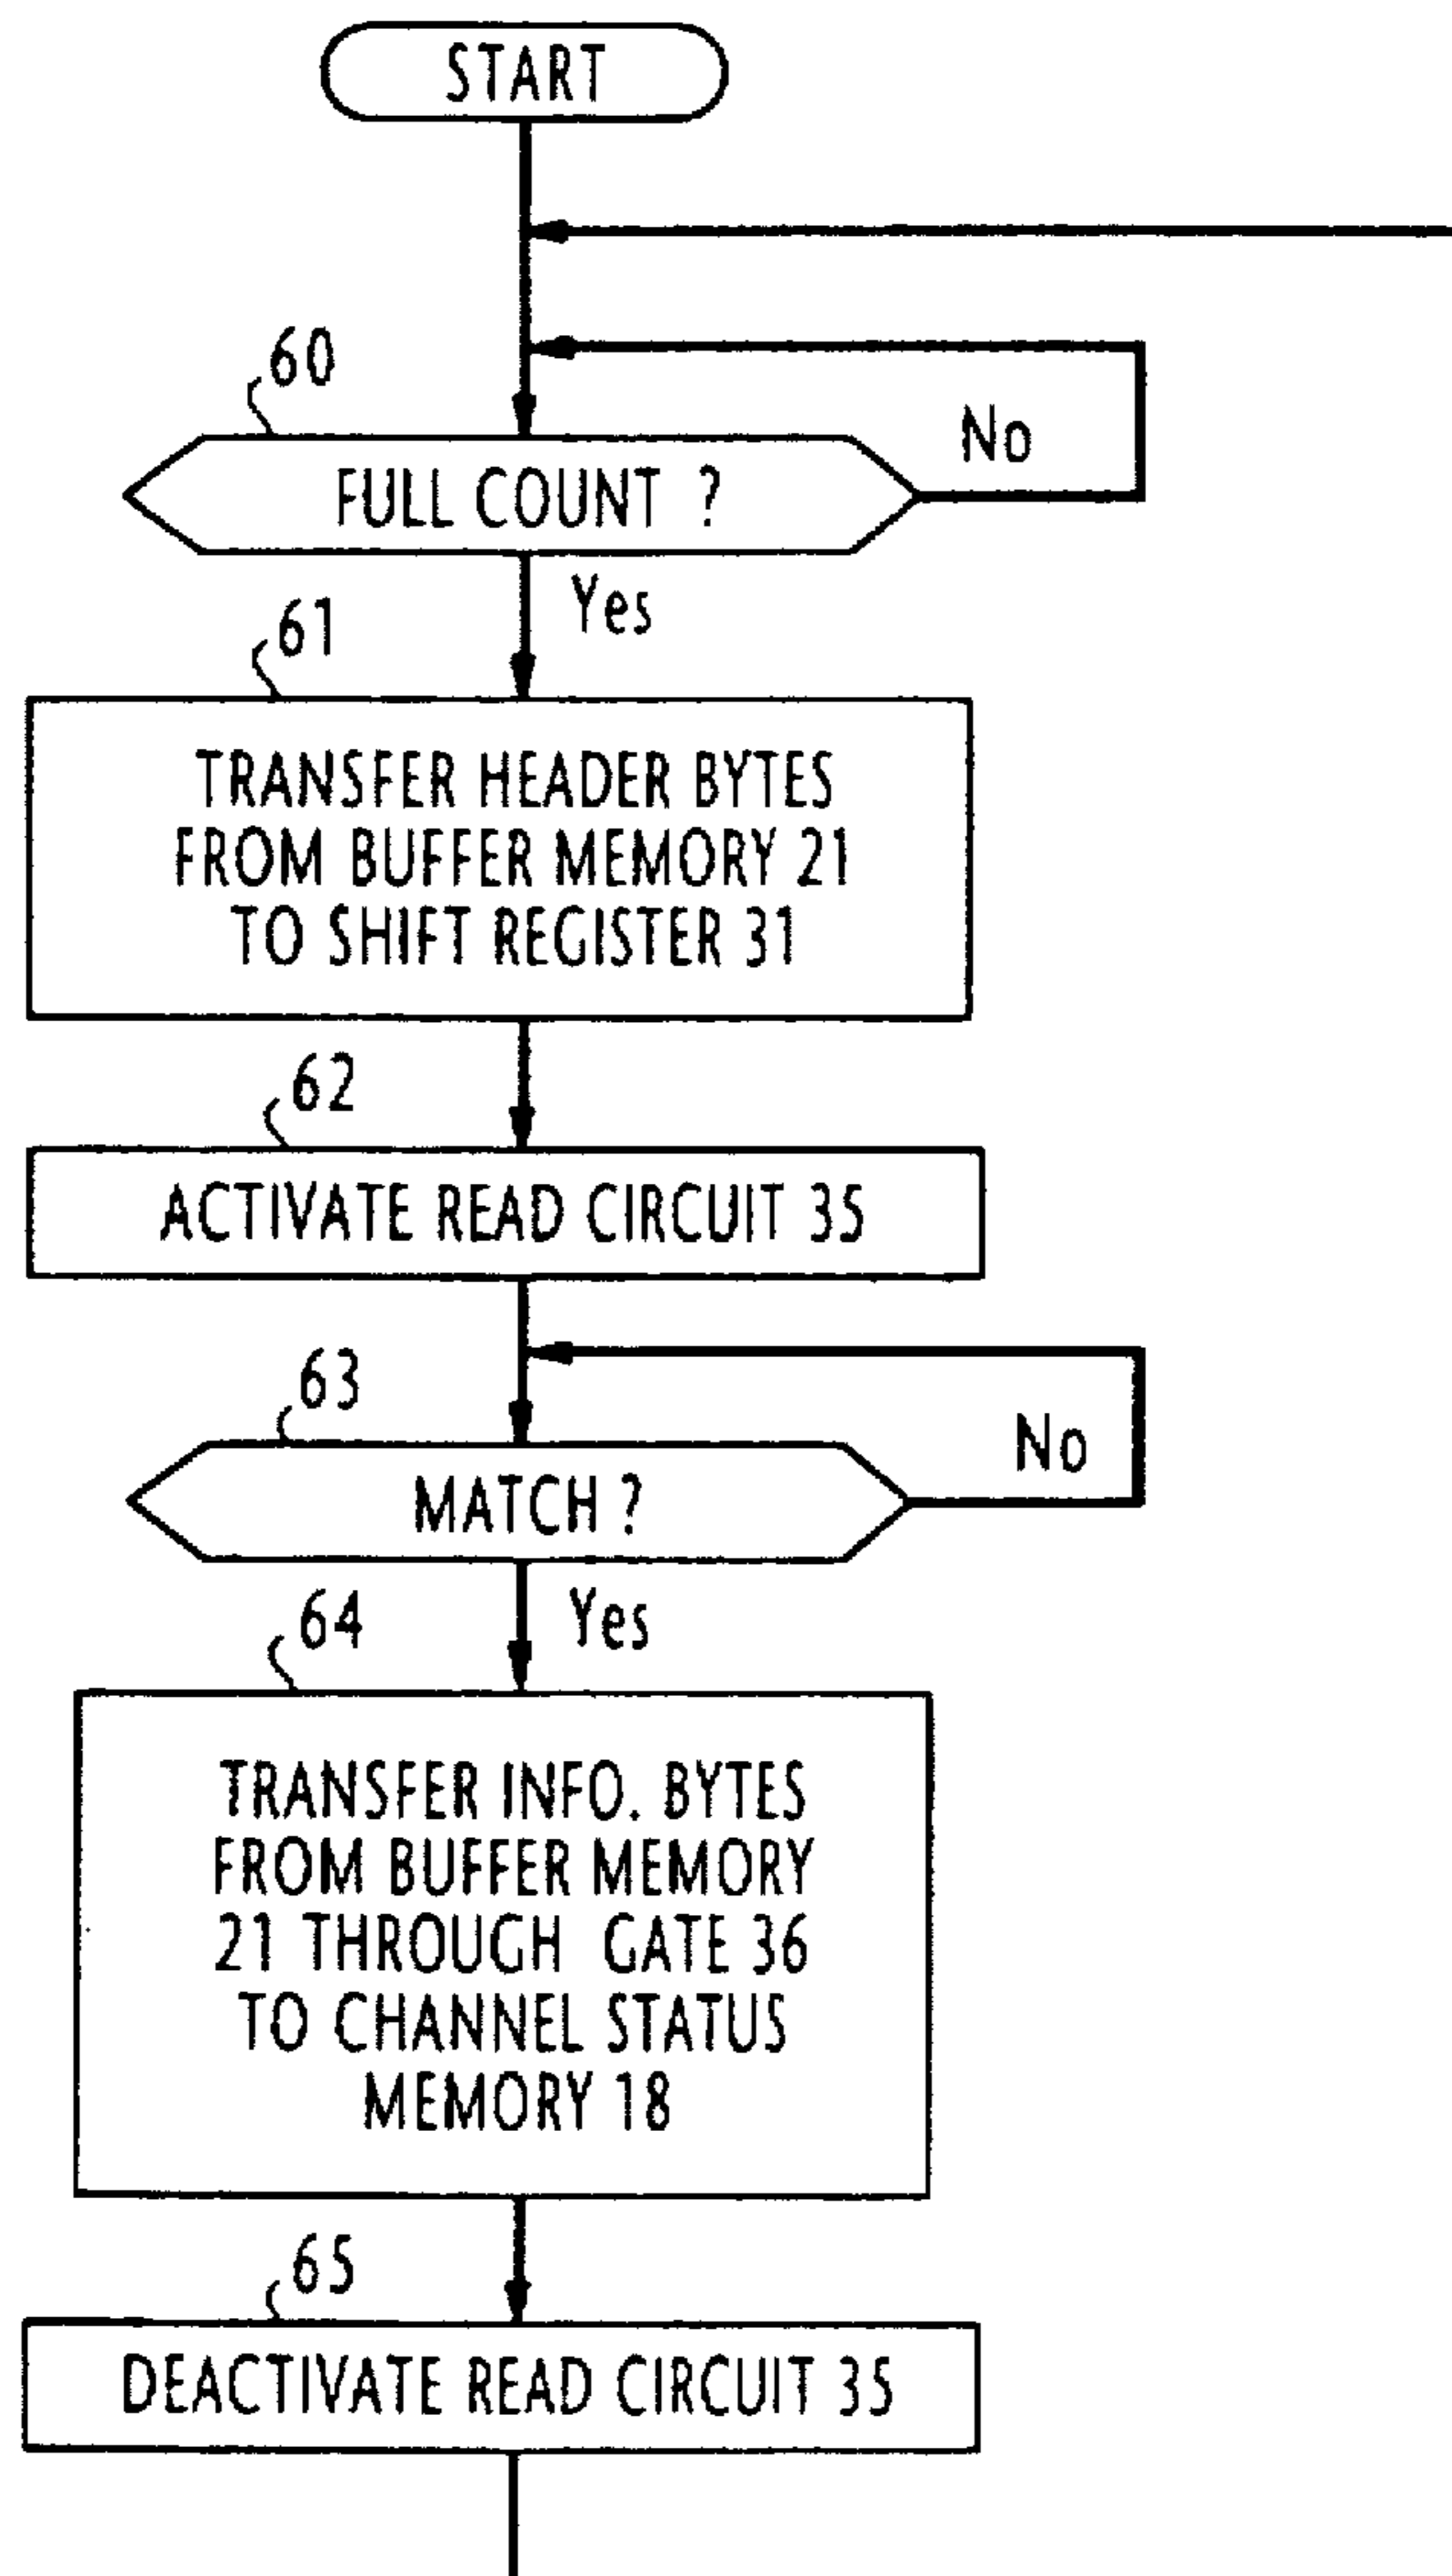 START
60
No
FULL COUNT ?
Yes
61
TRANSFER HEADER BYTES
FROM BUFFER MEMORY 21
TO SHIFT REGISTER 31
62
ACTIVATE READ CIRCUIT 35
63
No
MATCH ?
Yes
64
TRANSFER INFO. BYTES
FROM BUFFER MEMORY
21 THROUGH GATE 36
TO CHANNEL STATUS
MEMORY 18
65
DEACTIVATE READ CIRCUIT 35